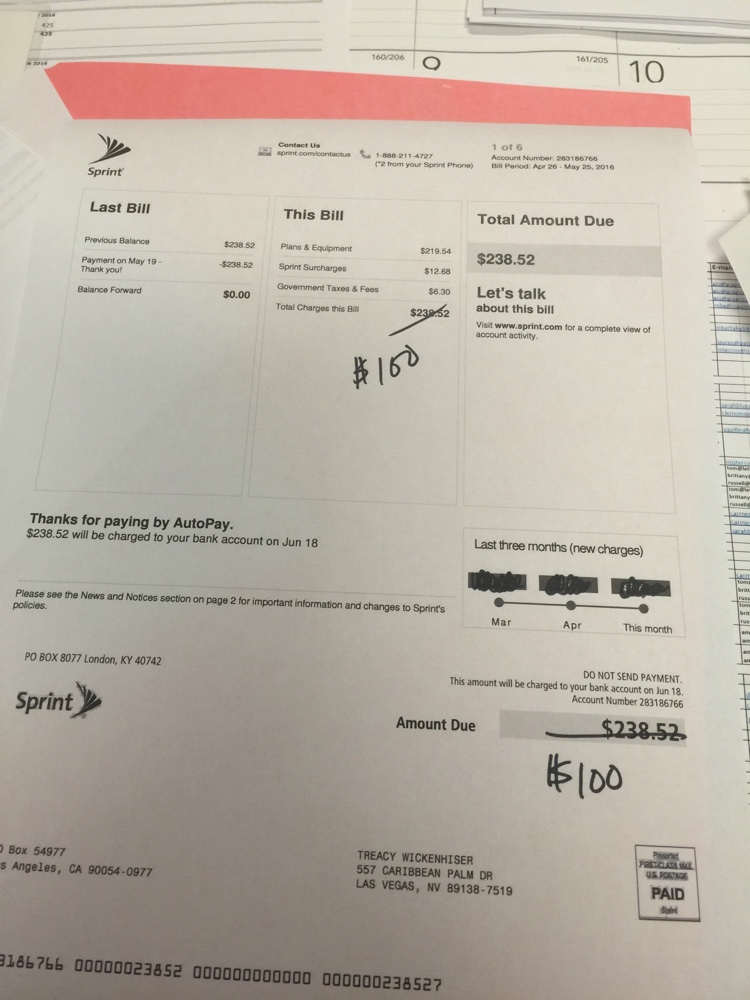 160/206
161/205
10
Sprint
Contact Us
sprint.com/contactus
1-888-211-4727
(*2 from your Sprint Phone)
1 of 6
Account Number: 283186766
Bill Period: Apr 26 - May 25, 2016
Last Bill
Previous Balance $238.52
Payment on May 19 - Thank you! -$238.52
Balance Forward $0.00
This Bill
Plans & Equipment $219.54
Sprint Surcharges $12.68
Government Taxes & Fees $6.30
Total Charges this Bill $238.52
$100
Total Amount Due
$238.52
Let's talk
about this bill
Visit www.sprint.com for a complete view of
account activity.
Thanks for paying by AutoPay.
$238.52 will be charged to your bank account on Jun 18
Last three months (new charges)
Mar Apr This month
Please see the News and Notices section on page 2 for important information and changes to Sprint's
policies.
PO BOX 8077 London, KY 40742
Sprint
DO NOT SEND PAYMENT.
This amount will be charged to your bank account on Jun 18.
Account Number 283186766
Amount Due $238.52
$100
Box 54977
s Angeles, CA 90054-0977
TREACY WICKENHISER
557 CARIBBEAN PALM DR
LAS VEGAS, NV 89138-7519
Presorted
FIRST-CLASS MAIL
U.S. POSTAGE
PAID
Sprint
3186766 00000023852 000000000000 000000238527